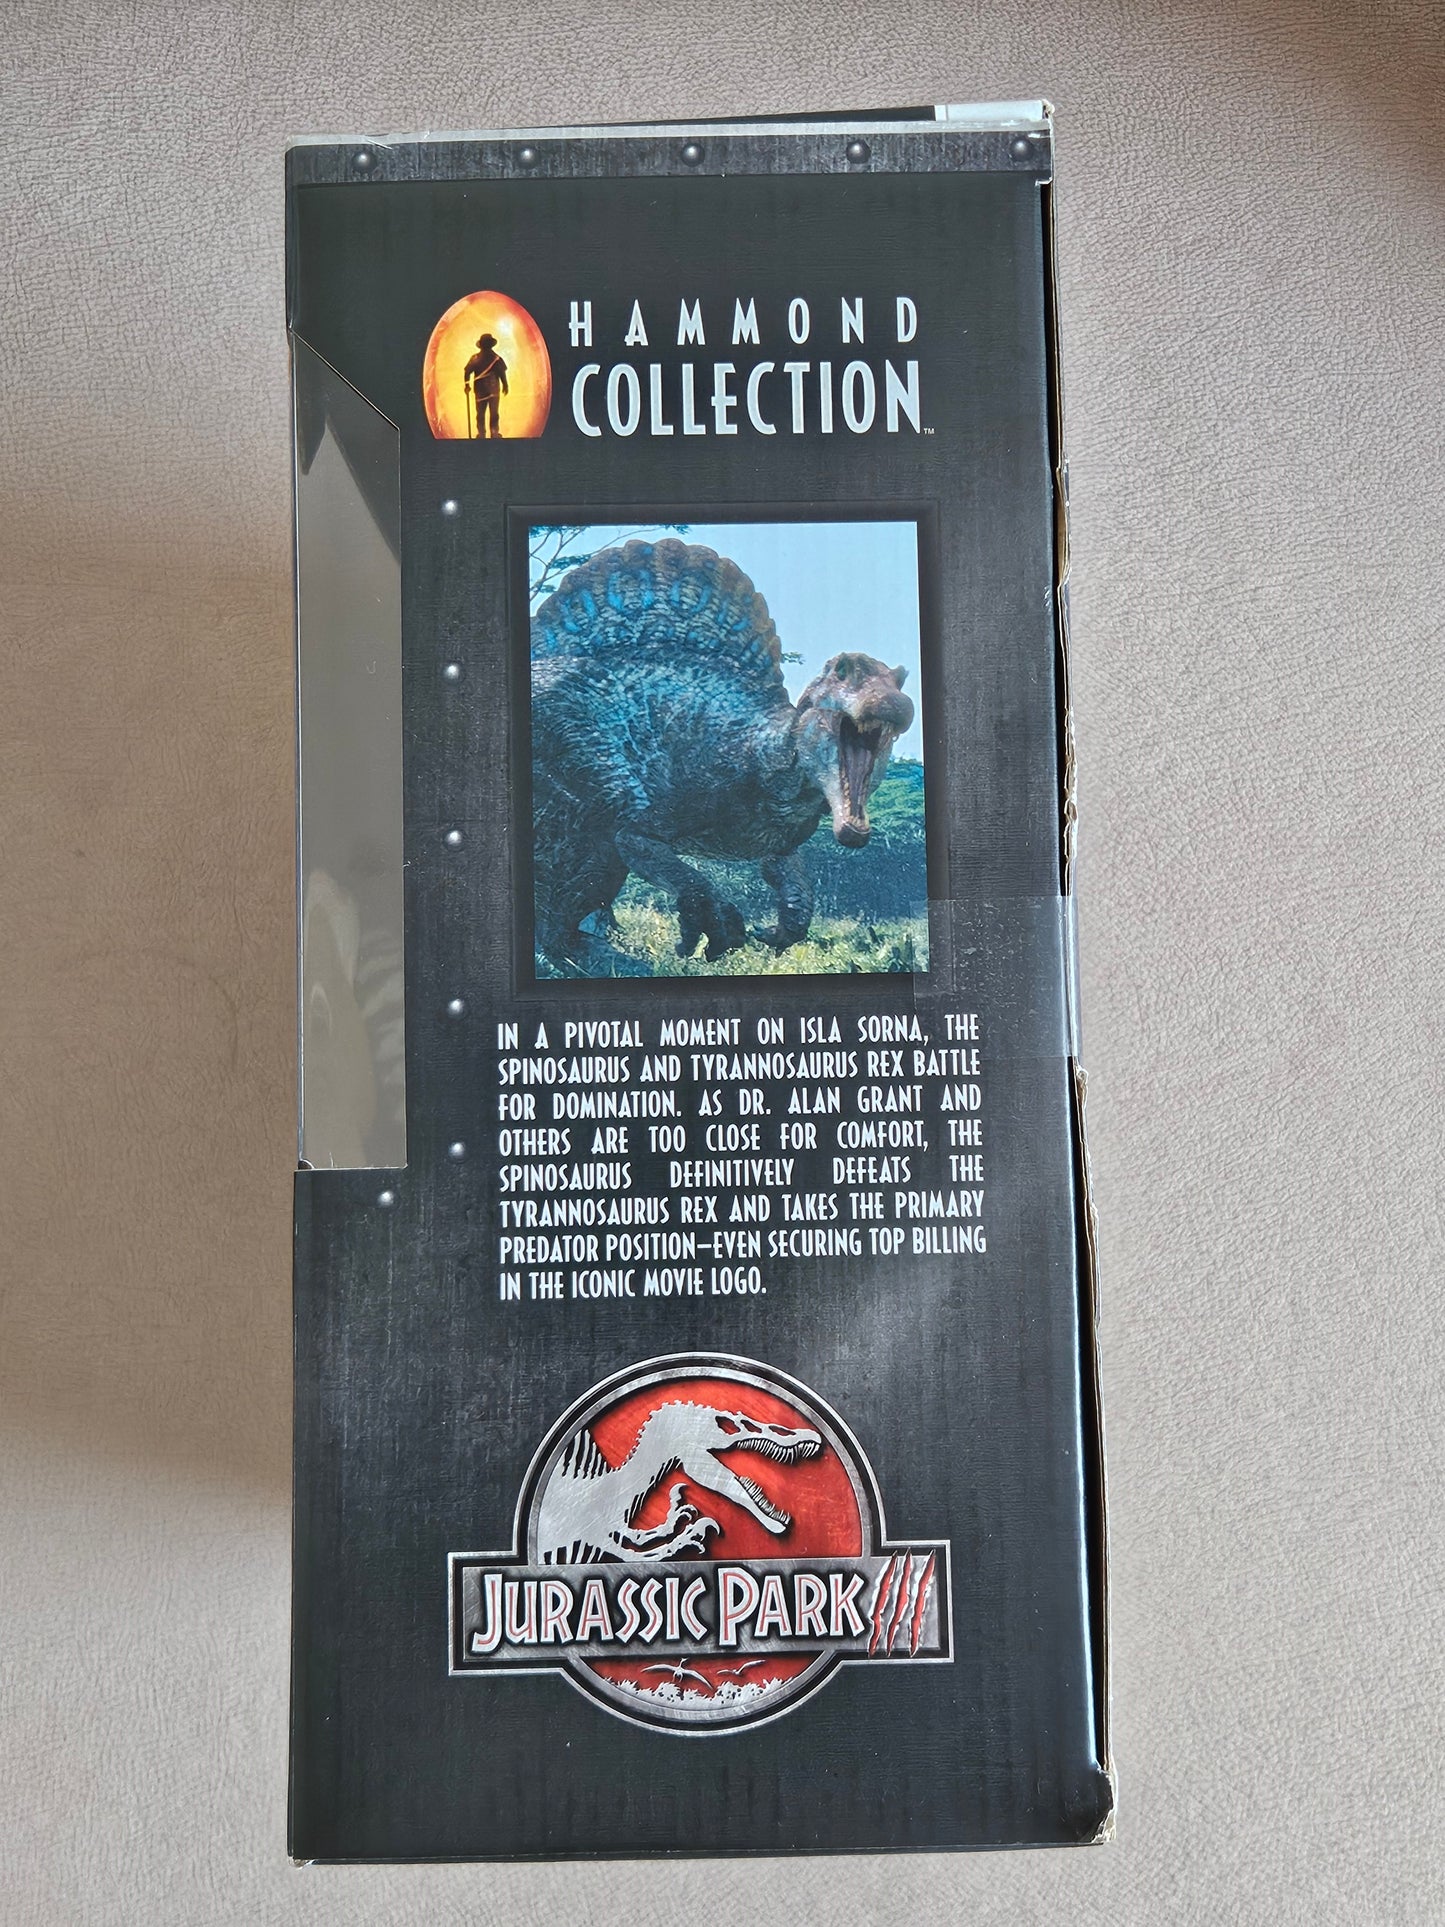 HAMMOND
COLLECTION™
IN A PIVOTAL MOMENT ON ISLA SORNA, THE
SPINOSAURUS AND TYRANNOSAURUS REX BATTLE
FOR DOMINATION. AS DR. ALAN GRANT AND
OTHERS ARE TOO CLOSE FOR COMFORT, THE
SPINOSAURUS DEFINITIVELY DEFEATS THE
TYRANNOSAURUS REX AND TAKES THE PRIMARY
PREDATOR POSITION—EVEN SECURING TOP BILLING
IN THE ICONIC MOVIE LOGO.
JURASSIC PARK III